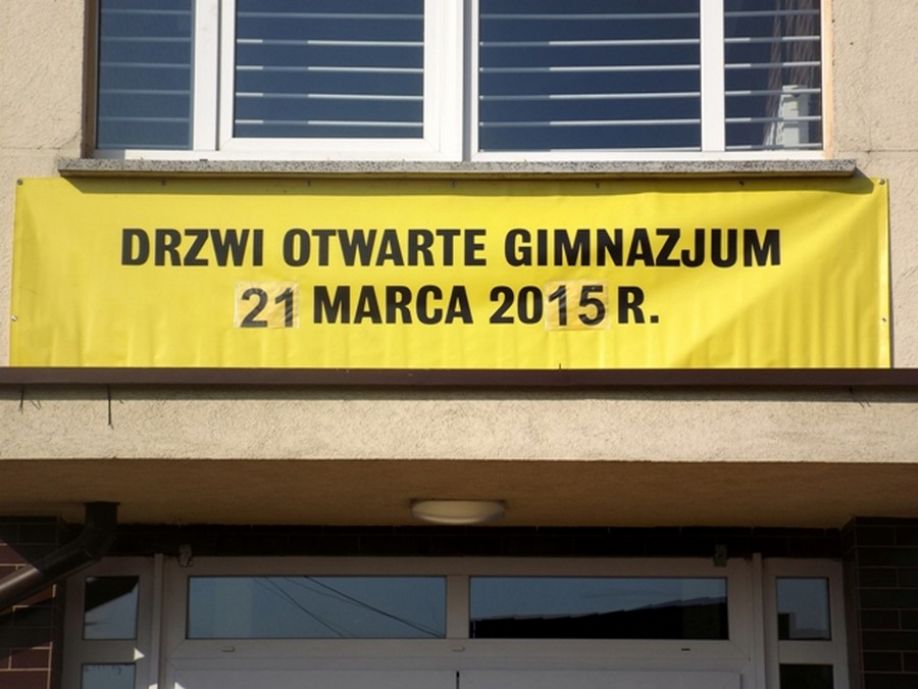 DRZWI OTWARTE GIMNAZJUM
21 MARCA 2015 R.